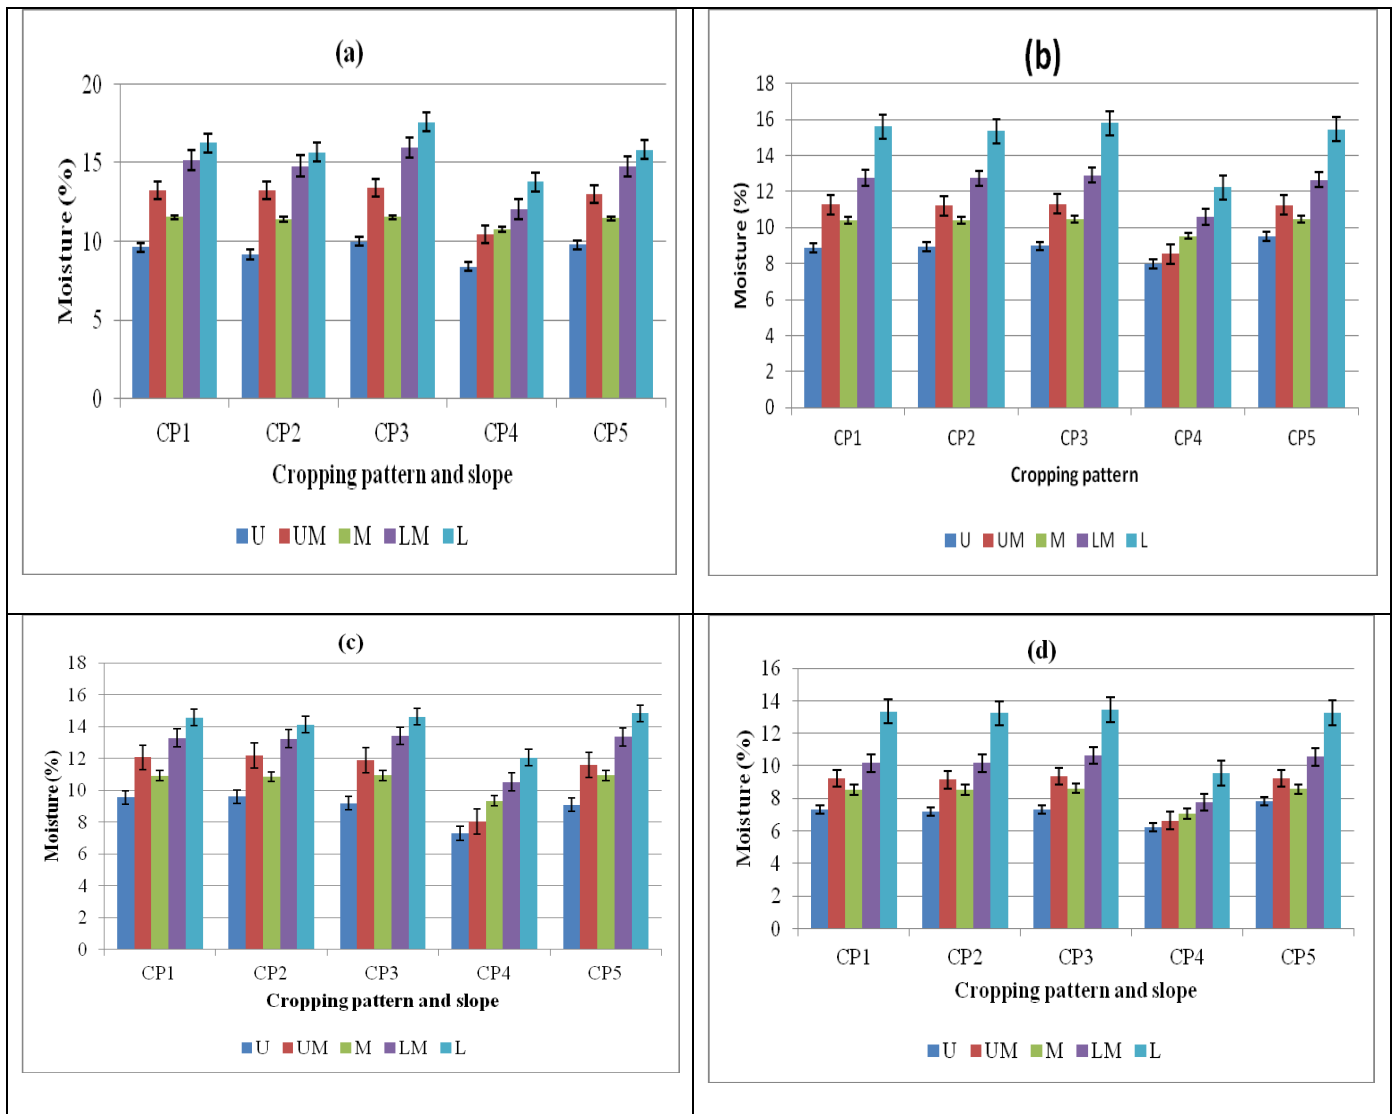 (a)
Moisture (%)
20
15
10
5
0
CP1 CP2 CP3 CP4 CP5
Cropping pattern and slope
U UM M LM L
(b)
Moisture (%)
18
16
14
12
10
8
6
4
2
0
CP1 CP2 CP3 CP4 CP5
Cropping pattern
U UM M LM L
(c)
Moisture (%)
18
16
14
12
10
8
6
4
2
0
CP1 CP2 CP3 CP4 CP5
Cropping pattern and slope
U UM M LM L
(d)
Moisture (%)
16
14
12
10
8
6
4
2
0
CP1 CP2 CP3 CP4 CP5
Cropping pattern and slope
U UM M LM L